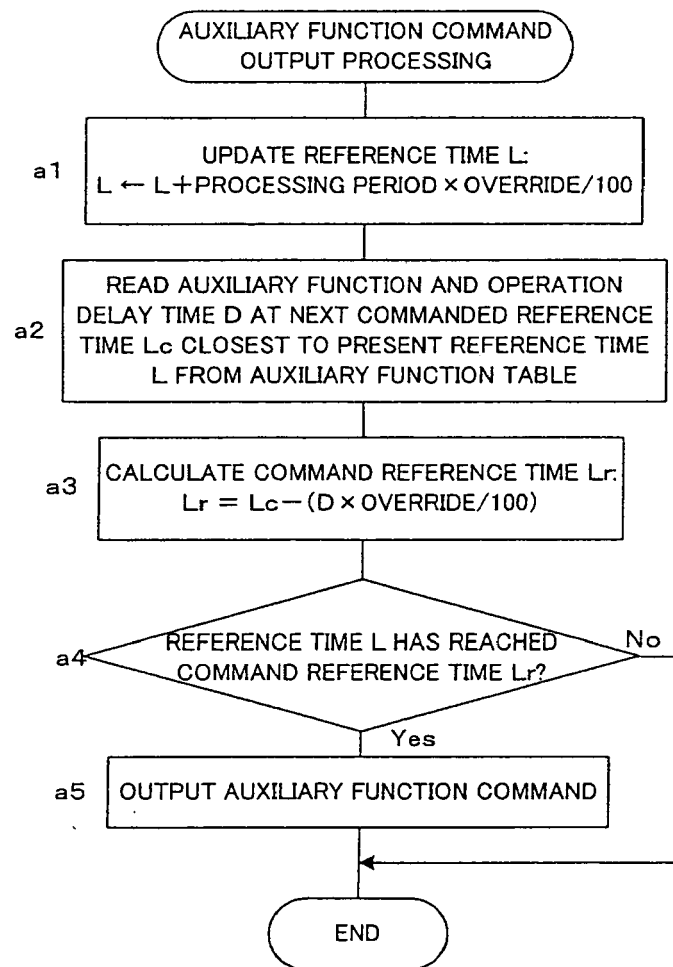 AUXILIARY FUNCTION COMMAND
OUTPUT PROCESSING
a1
UPDATE REFERENCE TIME L:
L ← L+PROCESSING PERIOD × OVERRIDE/100
a2
READ AUXILIARY FUNCTION AND OPERATION
DELAY TIME D AT NEXT COMMANDED REFERENCE
TIME Lc CLOSEST TO PRESENT REFERENCE TIME
L FROM AUXILIARY FUNCTION TABLE
a3
CALCULATE COMMAND REFERENCE TIME Lr:
Lr = Lc-(D × OVERRIDE/100)
a4
REFERENCE TIME L HAS REACHED
COMMAND REFERENCE TIME Lr?
No
Yes
a5
OUTPUT AUXILIARY FUNCTION COMMAND
END